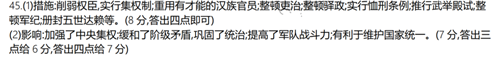 45.(1)措施:削弱权臣,实行集权制;重用有才能的汉族官员;整顿吏治;整顿驿政;实行恤刑条例;推行武举殿试;整
顿军纪;册封五世达赖等。(8分,答出四点即可)
(2)影响:加强了中央集权;缓和了阶级矛盾,巩固了统治;提高了军队战斗力;有利于维护国家统一。(7分,答出三
点给6分,答出四点给7分)